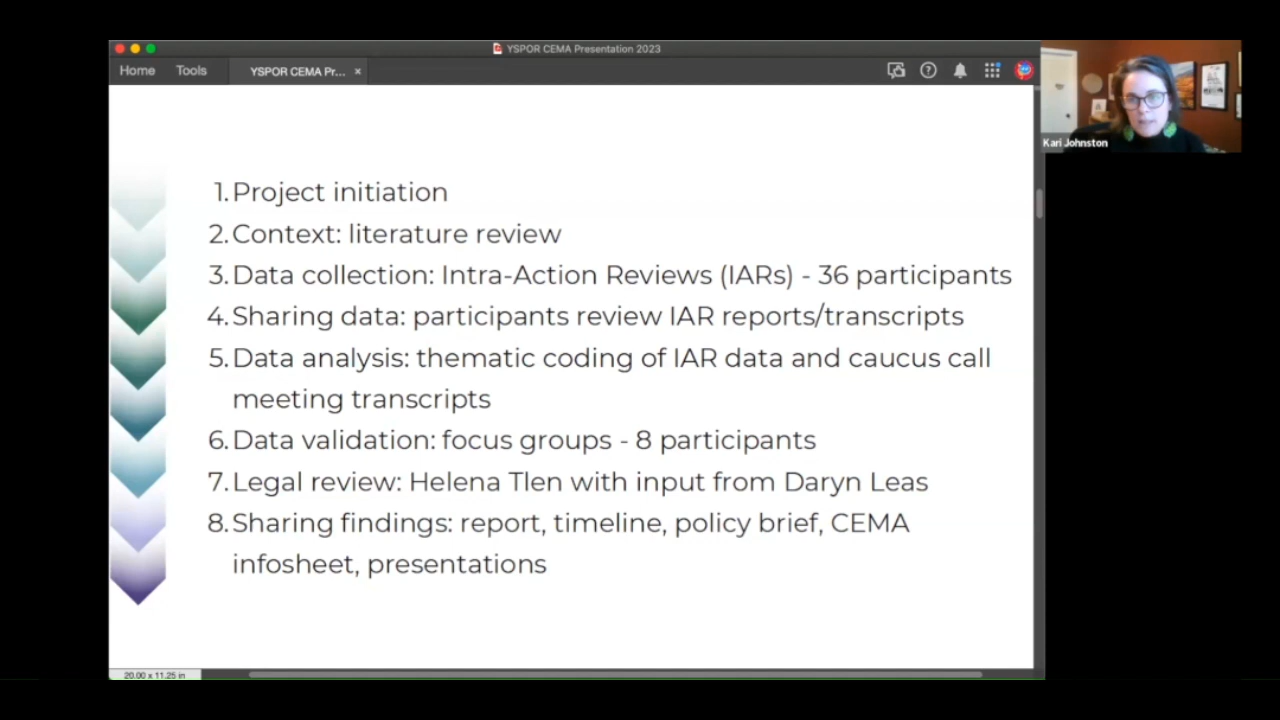 YSPOR CEMA Presentation 2023
Home
Tools
YSPOR CEMA Pr... ×
Kari Johnston
1. Project initiation
2. Context: literature review
3. Data collection: Intra-Action Reviews (IARs) - 36 participants
4. Sharing data: participants review IAR reports/transcripts
5. Data analysis: thematic coding of IAR data and caucus call
meeting transcripts
6. Data validation: focus groups - 8 participants
7. Legal review: Helena Tlen with input from Daryn Leas
8. Sharing findings: report, timeline, policy brief, CEMA
infosheet, presentations
20.00 x 11.25 in